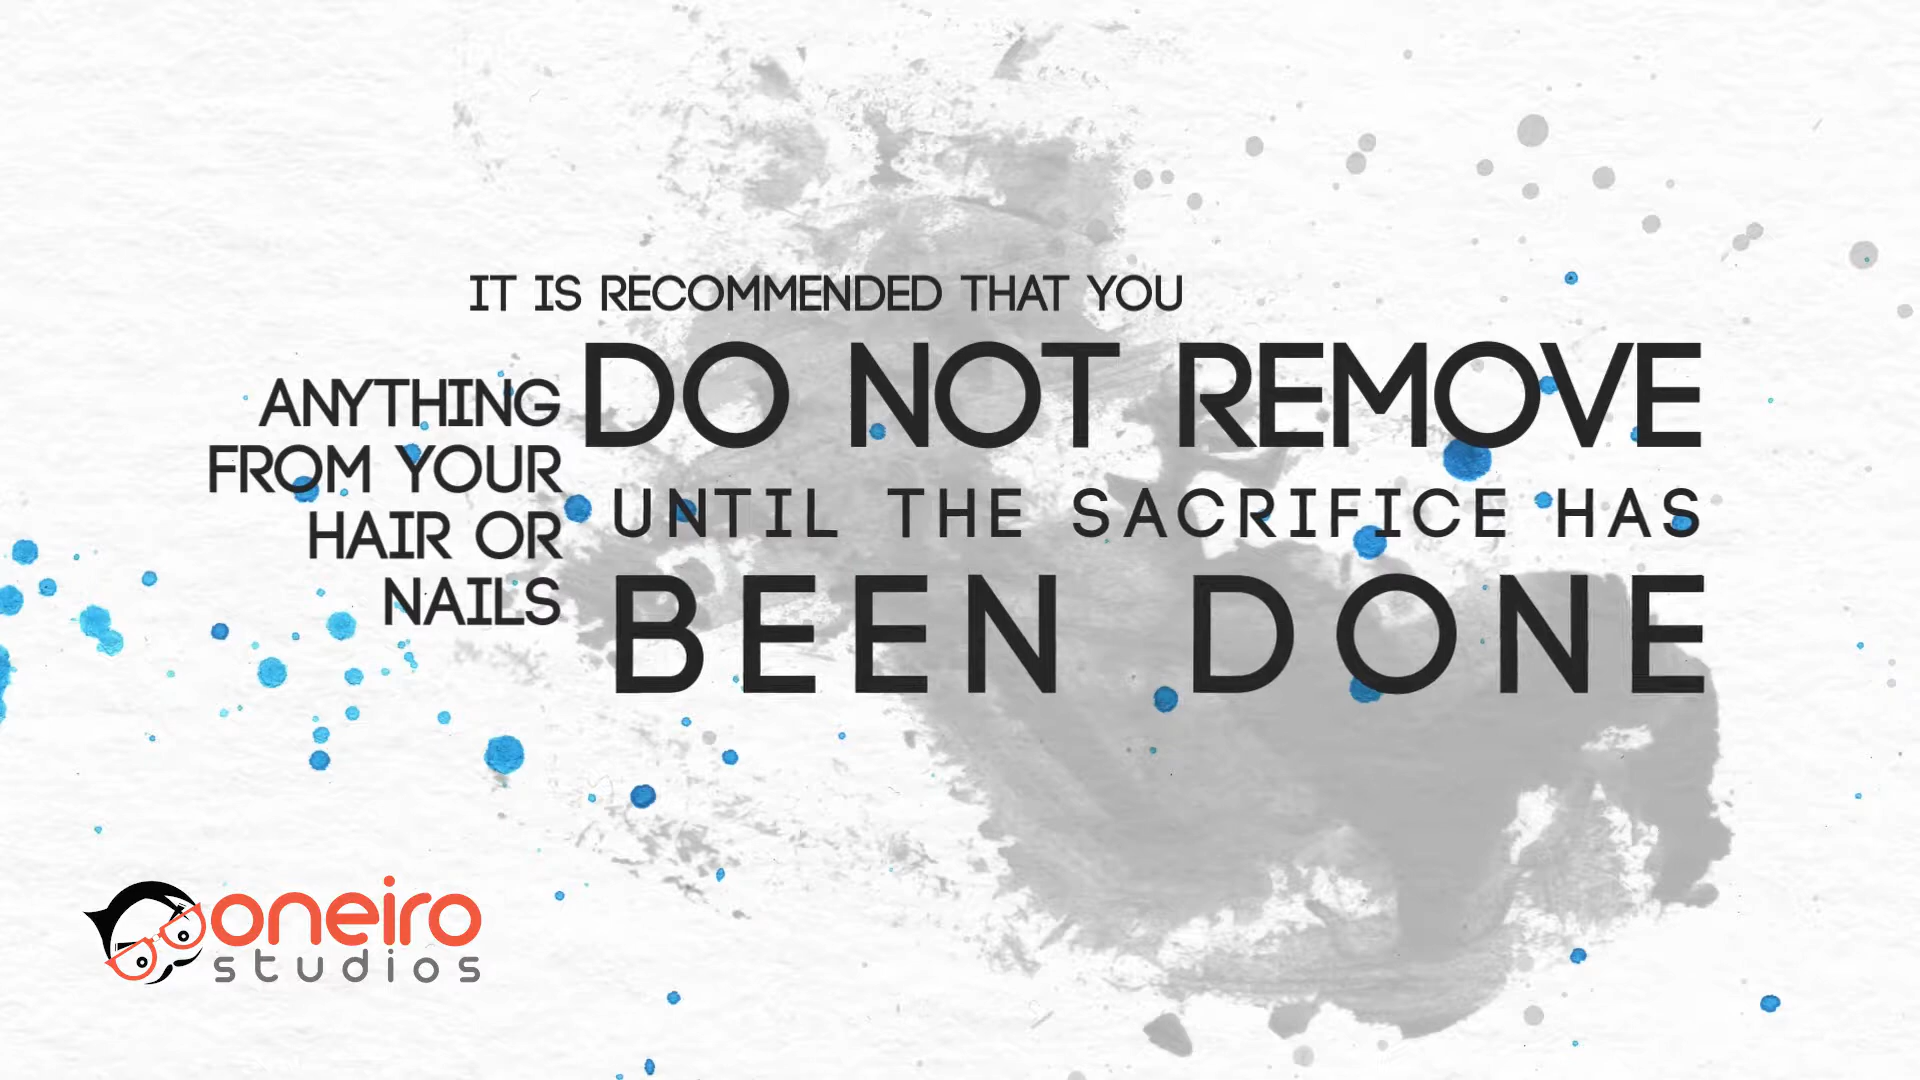 IT IS RECOMMENDED THAT YOU
DO NOT REMOVE
ANYTHING
FROM YOUR
HAIR OR
NAILS
UNTIL THE SACRIFICE HAS
BEEN DONE
oneiro
studios